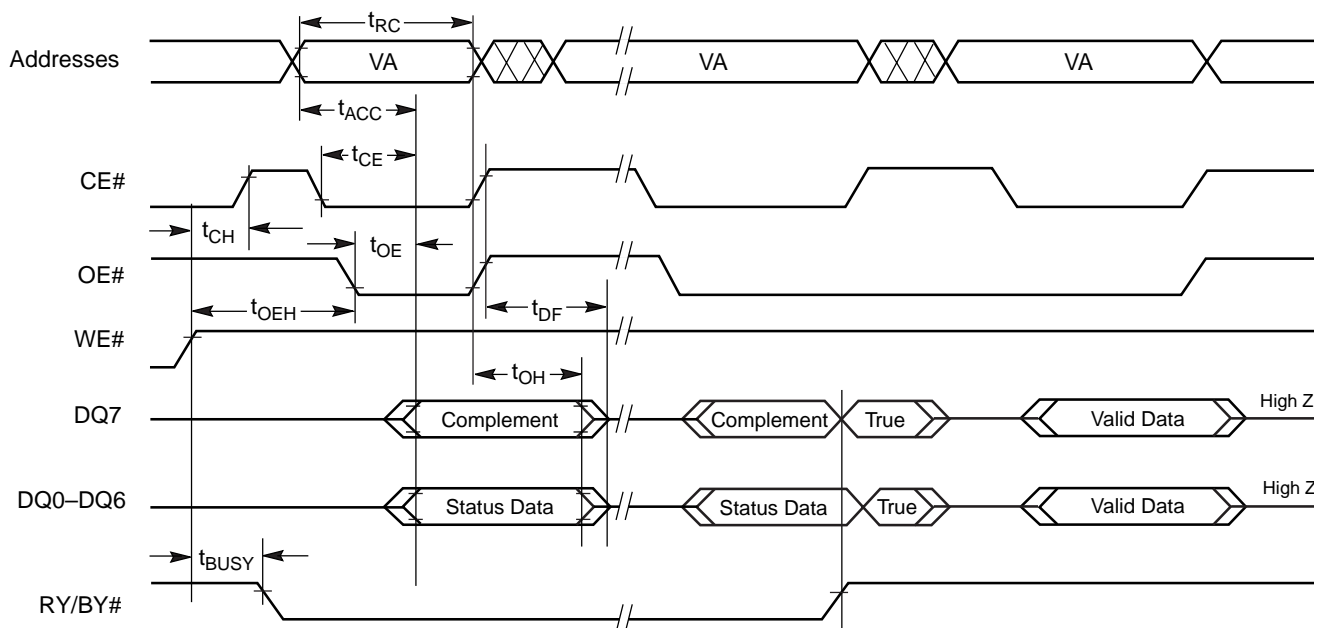 tRC
Addresses VA VA VA
tACC
tCE
CE#
tCH
tOE
OE#
tOEH
tDF
WE#
tOH
DQ7 Complement Complement True Valid Data High Z
DQ0–DQ6 Status Data Status Data True Valid Data High Z
tBUSY
RY/BY#